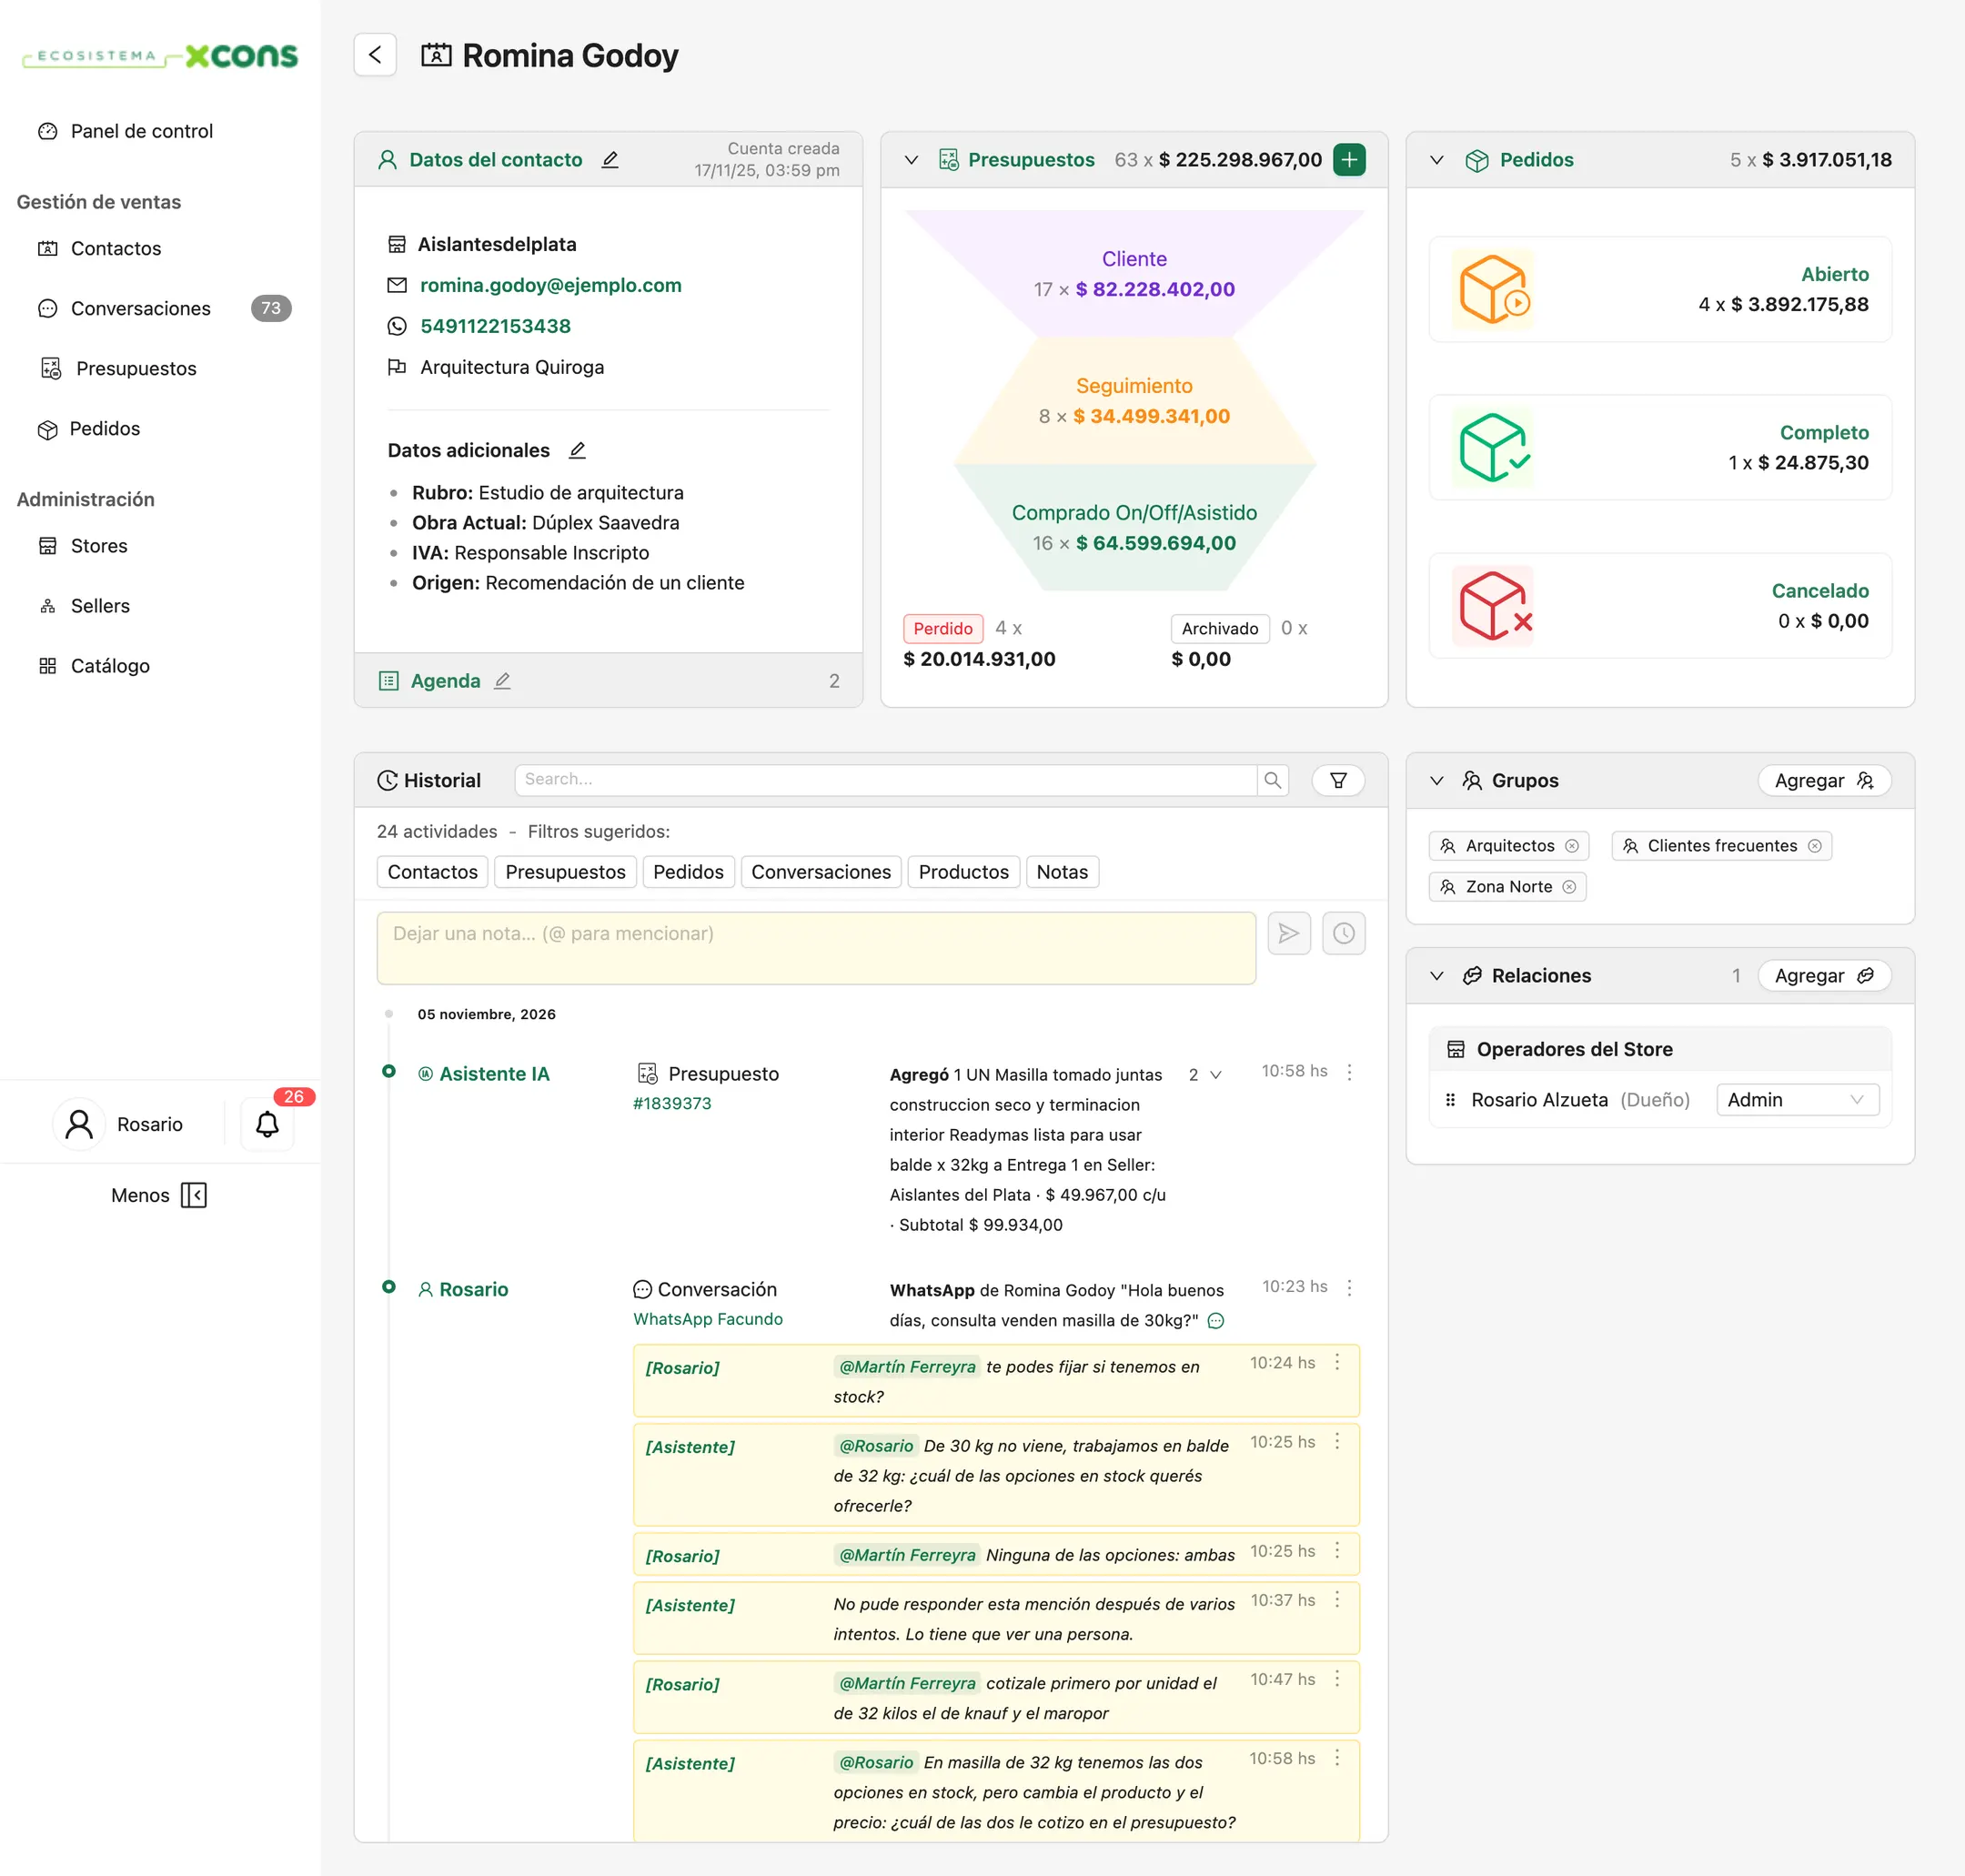 ECOSISTEMA xcons
Panel de control
Gestión de ventas
Contactos
Conversaciones 73
Presupuestos
Pedidos
Administración
Stores
Sellers
Catálogo
Rosario 26
Menos
Romina Godoy
Datos del contacto
Cuenta creada
17/11/25, 03:59 pm
Aislantesdelplata
romina.godoy@ejemplo.com
5491122153438
Arquitectura Quiroga
Datos adicionales
Rubro: Estudio de arquitectura
Obra Actual: Dúplex Saavedra
IVA: Responsable Inscripto
Origen: Recomendación de un cliente
Agenda 2
Presupuestos 63 x $ 225.298.967,00
Cliente
17 × $ 82.228.402,00
Seguimiento
8 × $ 34.499.341,00
Comprado On/Off/Asistido
16 × $ 64.599.694,00
Perdido 4 x
$ 20.014.931,00
Archivado 0 x
$ 0,00
Pedidos 5 x $ 3.917.051,18
Abierto
4 x $ 3.892.175,88
Completo
1 x $ 24.875,30
Cancelado
0 x $ 0,00
Historial Search...
24 actividades - Filtros sugeridos:
Contactos Presupuestos Pedidos Conversaciones Productos Notas
Dejar una nota... (@ para mencionar)
05 noviembre, 2026
IA Asistente IA
Presupuesto
#1839373
Agregó 1 UN Masilla tomado juntas
construccion seco y terminacion
interior Readymas lista para usar
balde x 32kg a Entrega 1 en Seller:
Aislantes del Plata · $ 49.967,00 c/u
· Subtotal $ 99.934,00
2
10:58 hs
Rosario
Conversación
WhatsApp Facundo
WhatsApp de Romina Godoy "Hola buenos
días, consulta venden masilla de 30kg?"
10:23 hs
[Rosario] @Martín Ferreyra te podes fijar si tenemos en 10:24 hs
stock?
[Asistente] @Rosario De 30 kg no viene, trabajamos en balde 10:25 hs
de 32 kg: ¿cuál de las opciones en stock querés
ofrecerle?
[Rosario] @Martín Ferreyra Ninguna de las opciones: ambas 10:25 hs
[Asistente] No pude responder esta mención después de varios 10:37 hs
intentos. Lo tiene que ver una persona.
[Rosario] @Martín Ferreyra cotizale primero por unidad el 10:47 hs
de 32 kilos el de knauf y el maropor
[Asistente] @Rosario En masilla de 32 kg tenemos las dos 10:58 hs
opciones en stock, pero cambia el producto y el
precio: ¿cuál de las dos le cotizo en el presupuesto?
Grupos Agregar
Arquitectos Clientes frecuentes
Zona Norte
Relaciones 1 Agregar
Operadores del Store
Rosario Alzueta (Dueño) Admin